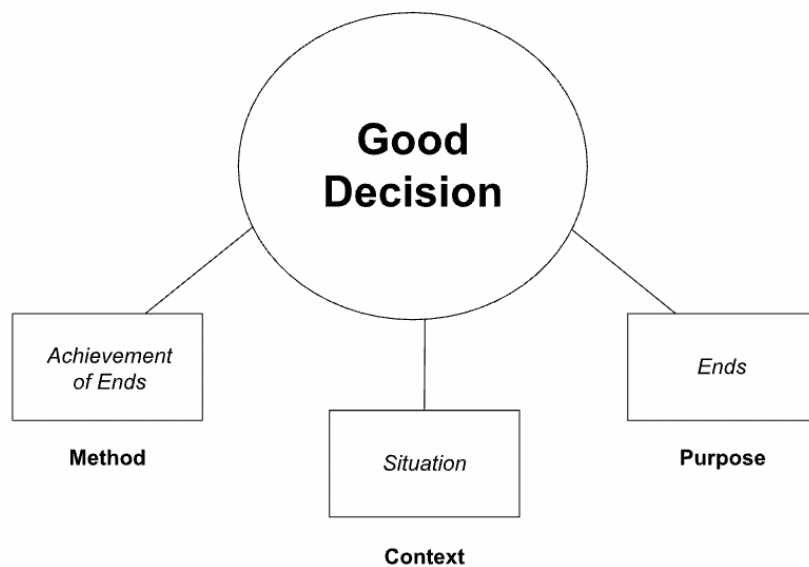 Good
Decision
Achievement
of Ends
Method
Situation
Context
Ends
Purpose